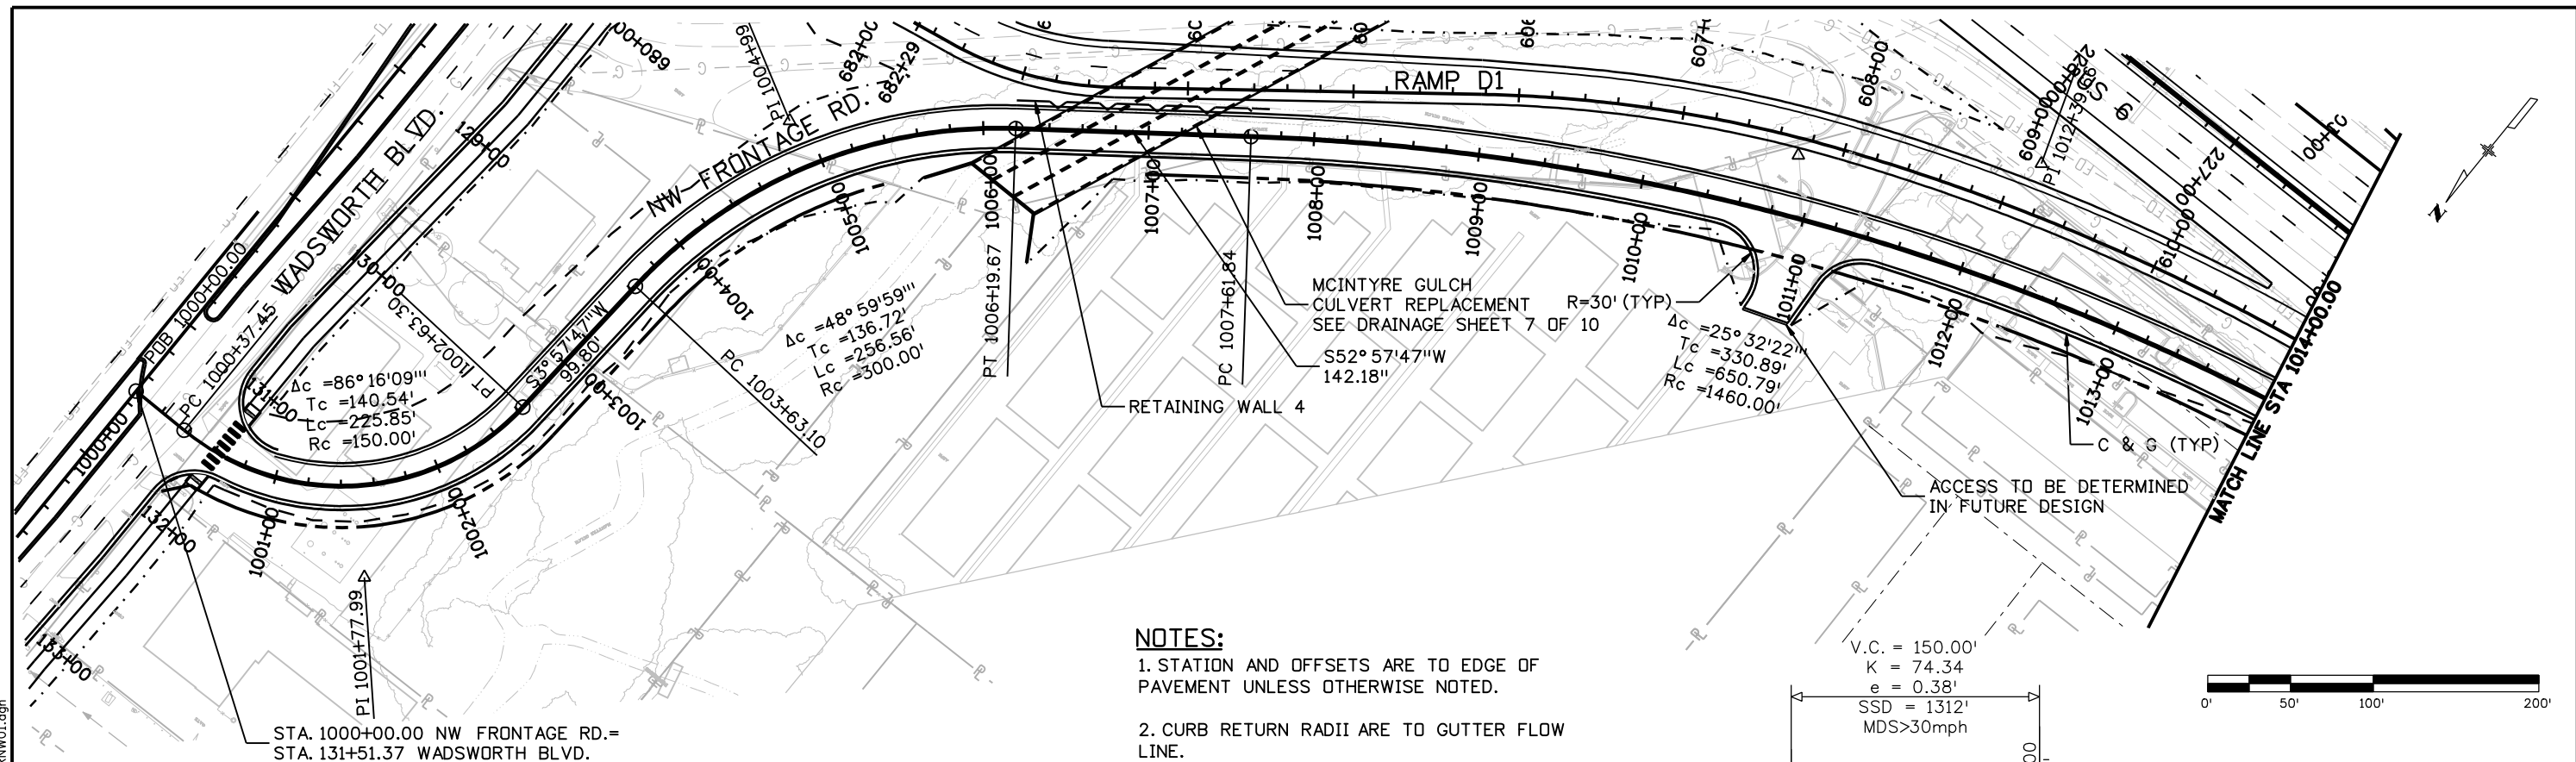 WADSWORTH BLVD.
129+00
130+00
131+00
132+00
133+00
689+00
PI 1004+99
682+00
682+29
NW-FRONTAGE RD.
RAMP D1
606
607+
608+00
609+00
610+00
PI 1012+39.
228+00
227+00
N
POB 1000+00.00
PC 1000+37.45
1000+00
Δc =86°16'09'''
Tc =140.54'
Lc =225.85'
Rc =150.00'
PT 1002+63.30
S3°57'47"W
99.80'
1001+00
1002+00
1003+00
1004+00
1005+00
1006+00
1007+00
1008+00
1009+00
1010+00
1011+00
1012+00
1013+00
PC 1003+63.10
Δc =48°59'59'''
Tc =136.72'
Lc =256.56'
Rc =300.00'
PT 1006+19.67
PC 1007+61.84
MCINTYRE GULCH
CULVERT REPLACEMENT
SEE DRAINAGE SHEET 7 OF 10
S52°57'47"W
142.18"
RETAINING WALL 4
R=30' (TYP)
Δc =25°32'22'''
Tc =330.89'
Lc =650.79'
Rc =1460.00'
C & G (TYP)
ACCESS TO BE DETERMINED
IN FUTURE DESIGN
MATCH LINE STA 1014+00.00
PI 1001+77.99
STA. 1000+00.00 NW FRONTAGE RD.=
STA. 131+51.37 WADSWORTH BLVD.
NOTES:
1. STATION AND OFFSETS ARE TO EDGE OF
PAVEMENT UNLESS OTHERWISE NOTED.
2. CURB RETURN RADII ARE TO GUTTER FLOW
LINE.
V.C. = 150.00'
K = 74.34
e = 0.38'
SSD = 1312'
MDS>30mph
0' 50' 100' 200'